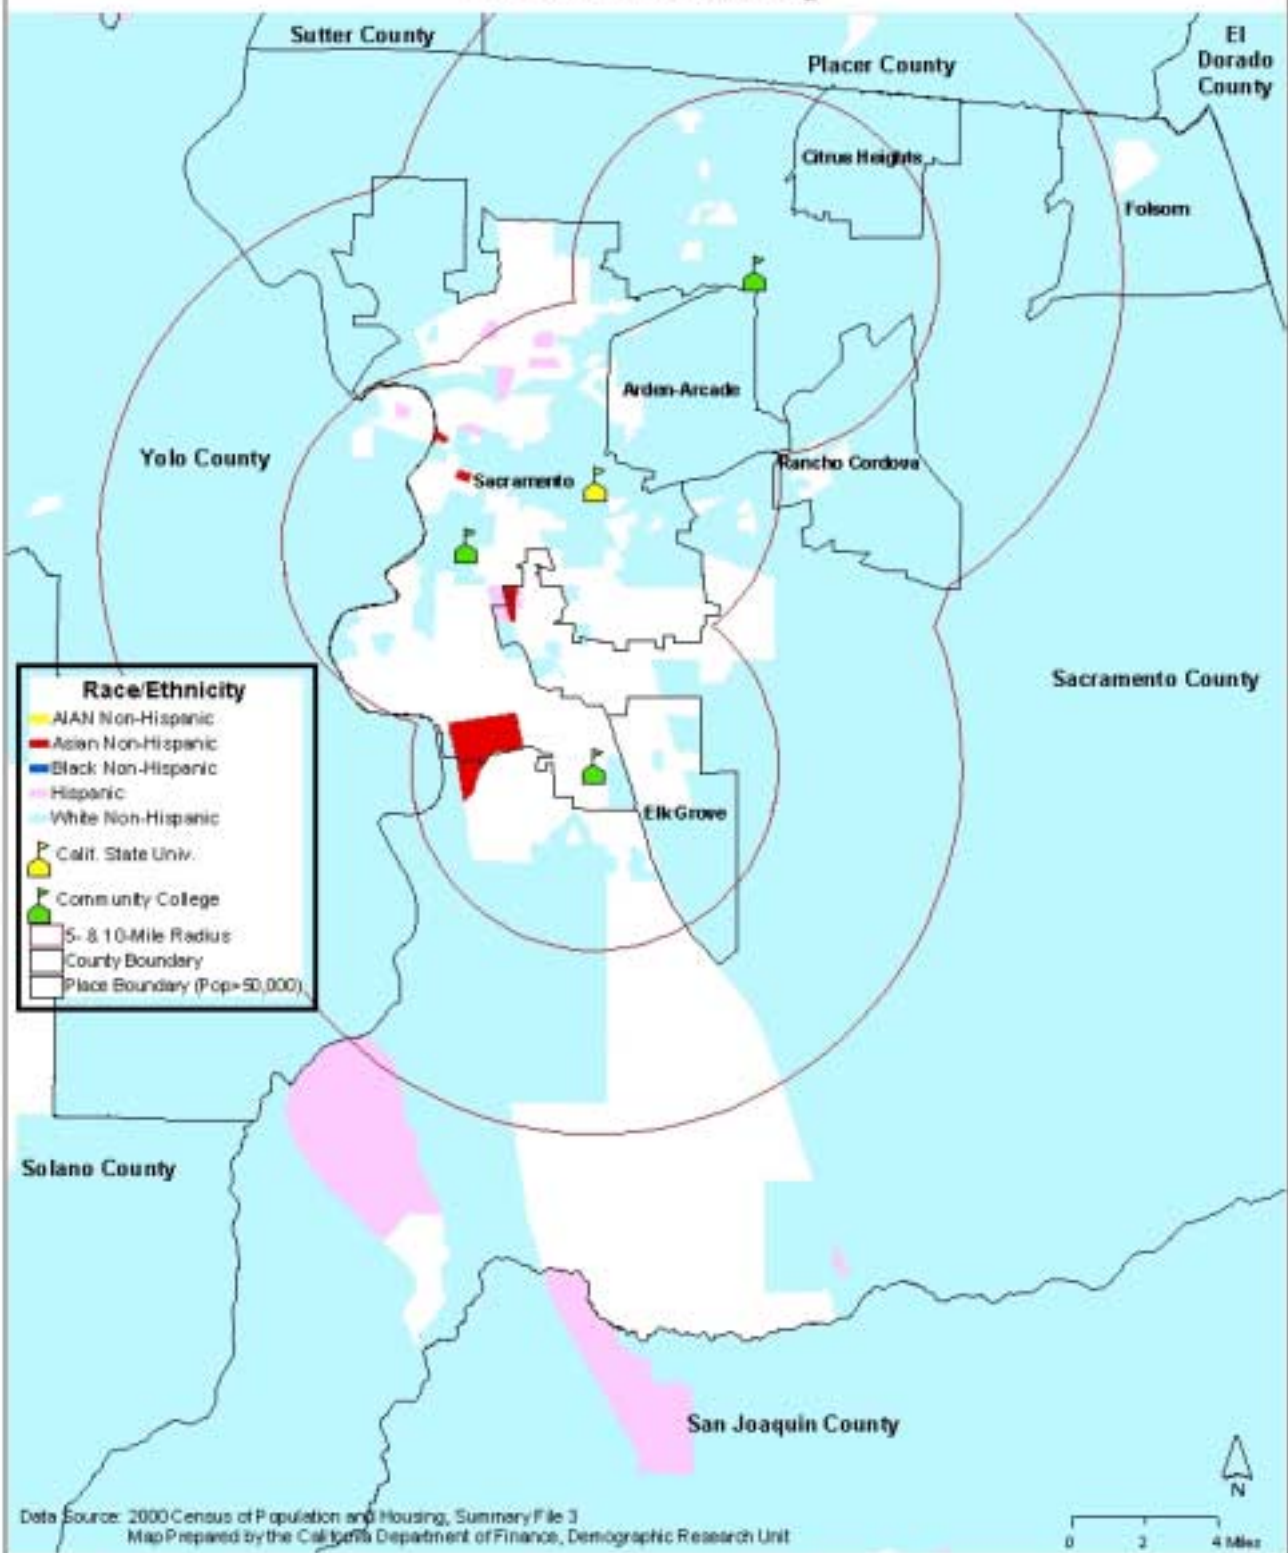 Sutter County
Placer County
El
Dorado
County
Citrus Heights
Folsom
Arden-Arcade
Yolo County
Rancho Cordova
Sacramento
Sacramento County
Race/Ethnicity
AIAN Non-Hispanic
Asian Non-Hispanic
Black Non-Hispanic
Hispanic
White Non-Hispanic
Calif. State Univ.
Community College
5- & 10-Mile Radius
County Boundary
Place Boundary (Pop>50,000)
Elk Grove
Solano County
San Joaquin County
N
Data Source: 2000 Census of Population and Housing, Summary File 3
Map Prepared by the California Department of Finance, Demographic Research Unit
0 2 4 Miles